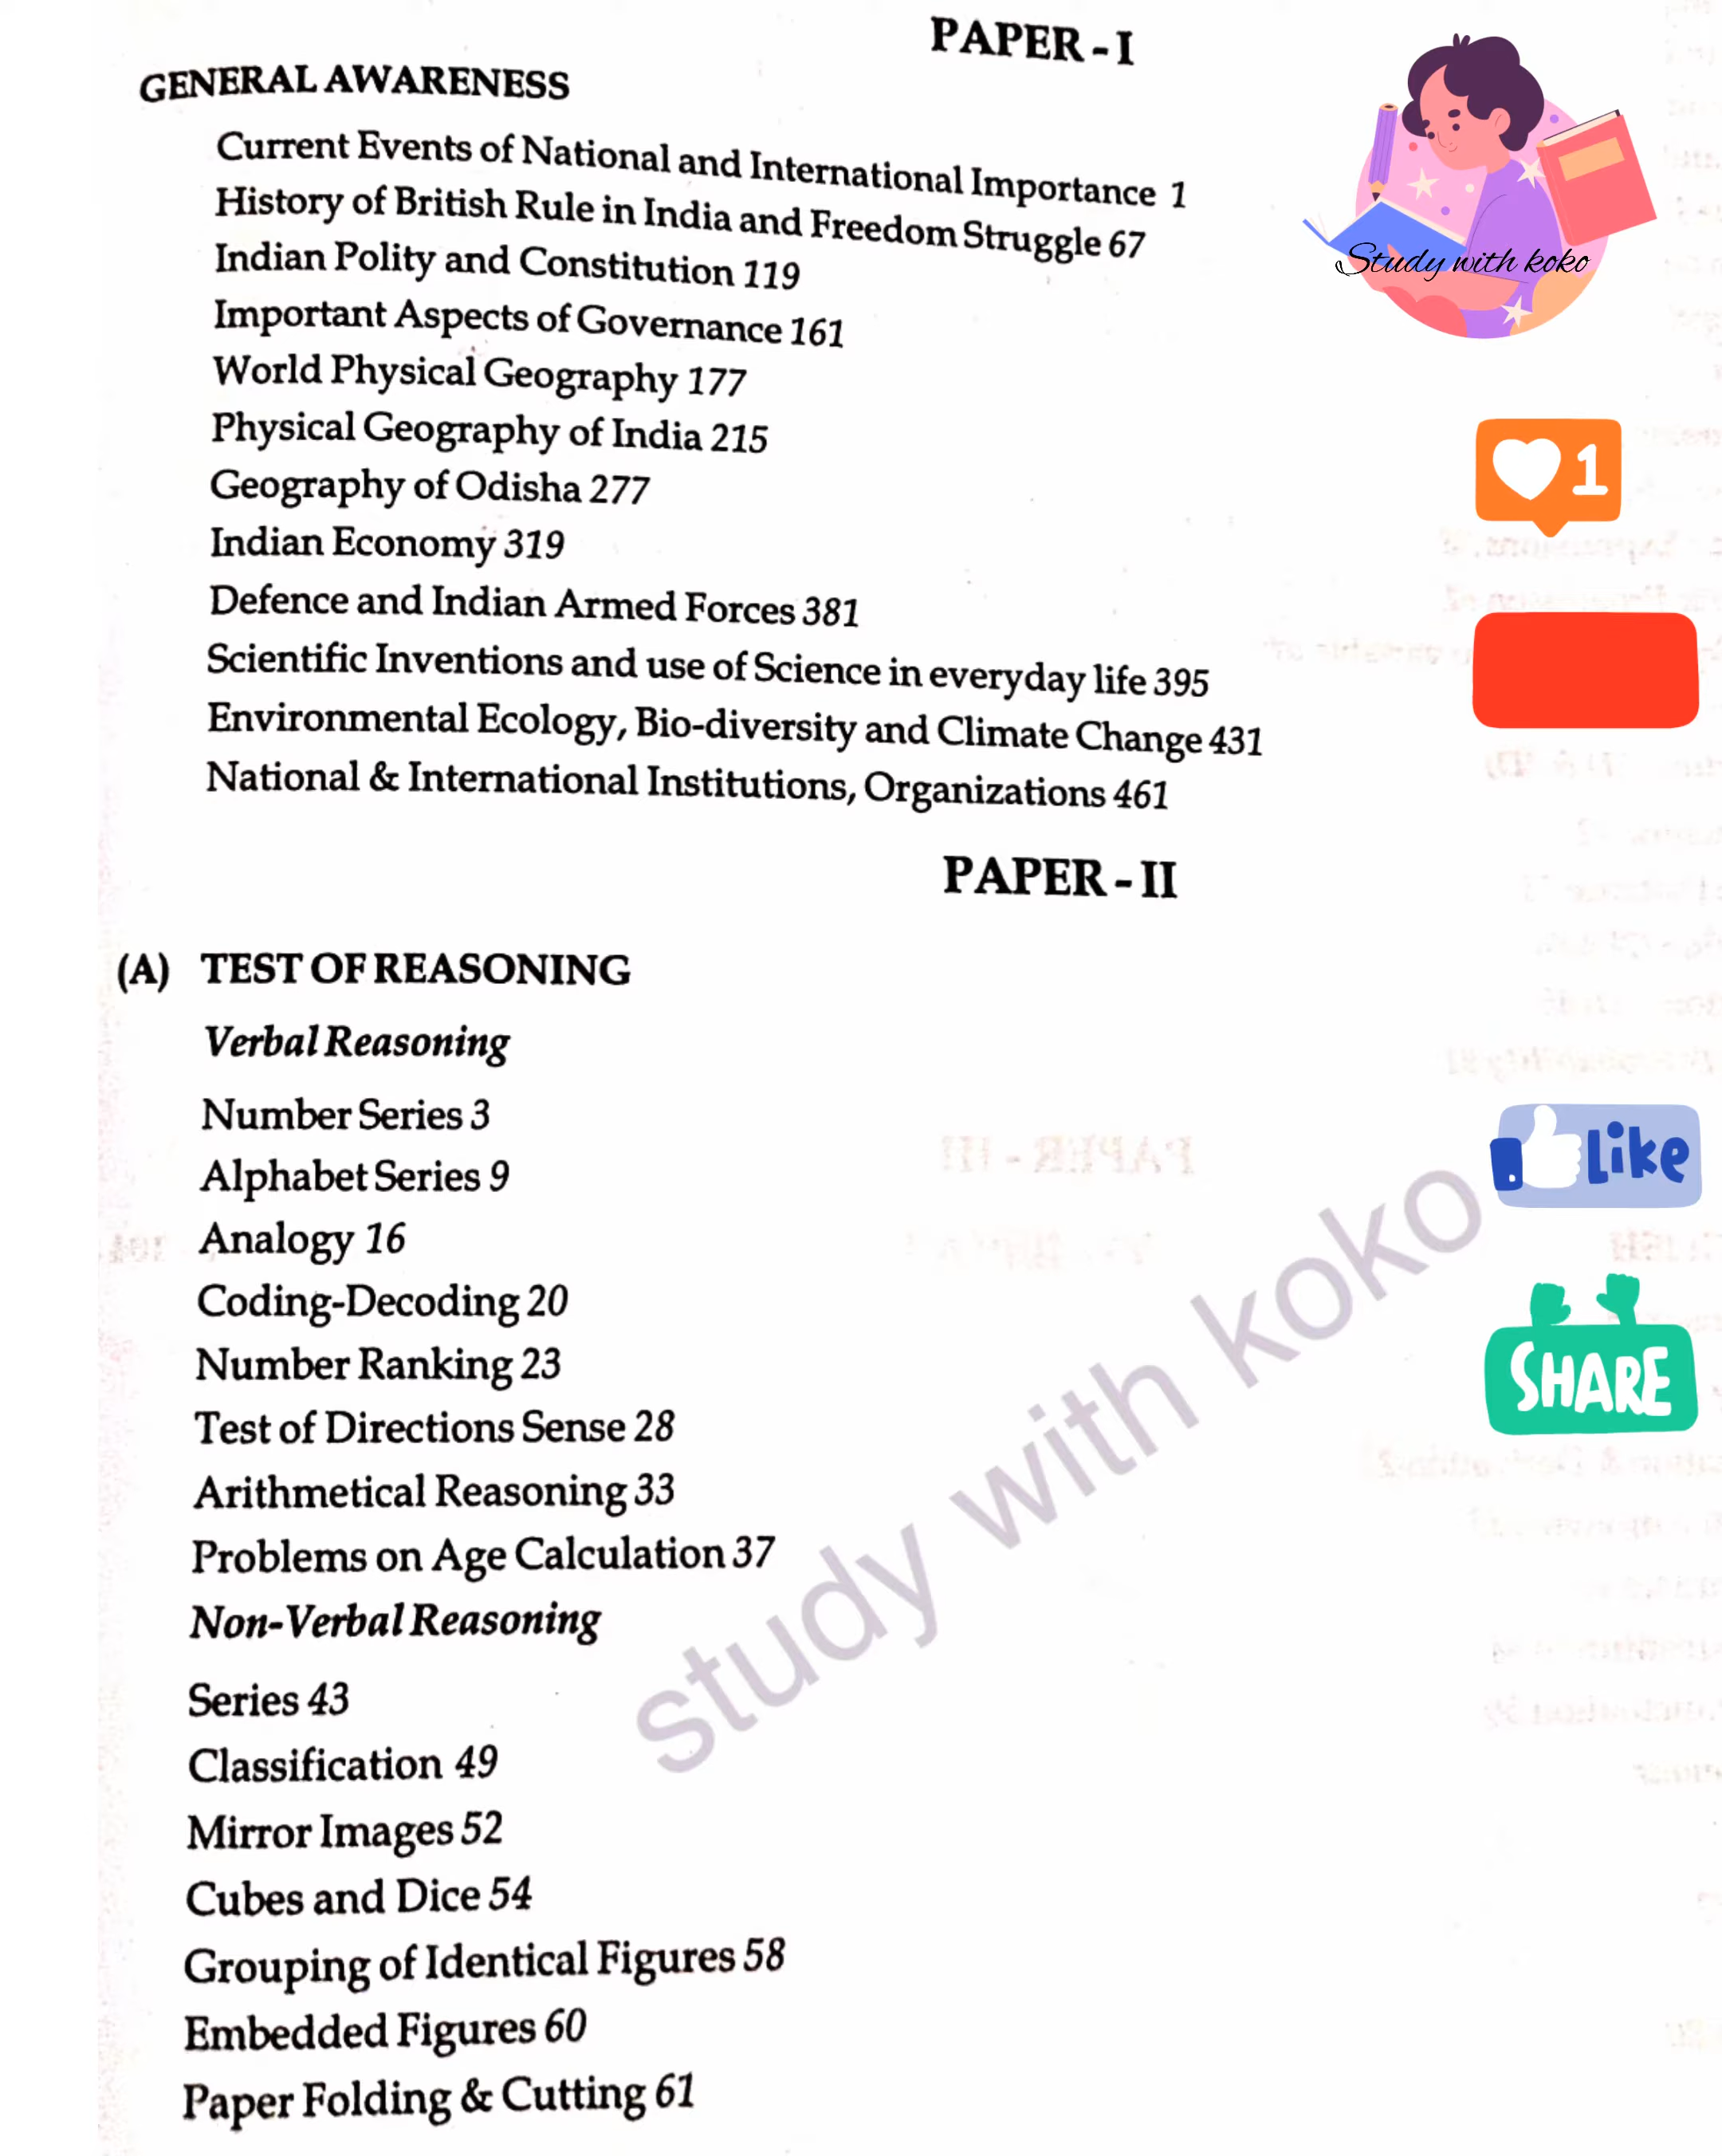 PAPER - I
GENERAL AWARENESS
Current Events of National and International Importance 1
History of British Rule in India and Freedom Struggle 67
Indian Polity and Constitution 119
Important Aspects of Governance 161
World Physical Geography 177
Physical Geography of India 215
Geography of Odisha 277
Indian Economy 319
Defence and Indian Armed Forces 381
Scientific Inventions and use of Science in everyday life 395
Environmental Ecology, Bio-diversity and Climate Change 431
National & International Institutions, Organizations 461
Study with koko
1
PAPER - II
(A) TEST OF REASONING
Verbal Reasoning
Number Series 3
Alphabet Series 9
Analogy 16
Coding-Decoding 20
Number Ranking 23
Test of Directions Sense 28
Arithmetical Reasoning 33
Problems on Age Calculation 37
Non-Verbal Reasoning
Series 43
Classification 49
Mirror Images 52
Cubes and Dice 54
Grouping of Identical Figures 58
Embedded Figures 60
Paper Folding & Cutting 61
Like
SHARE
study with koko